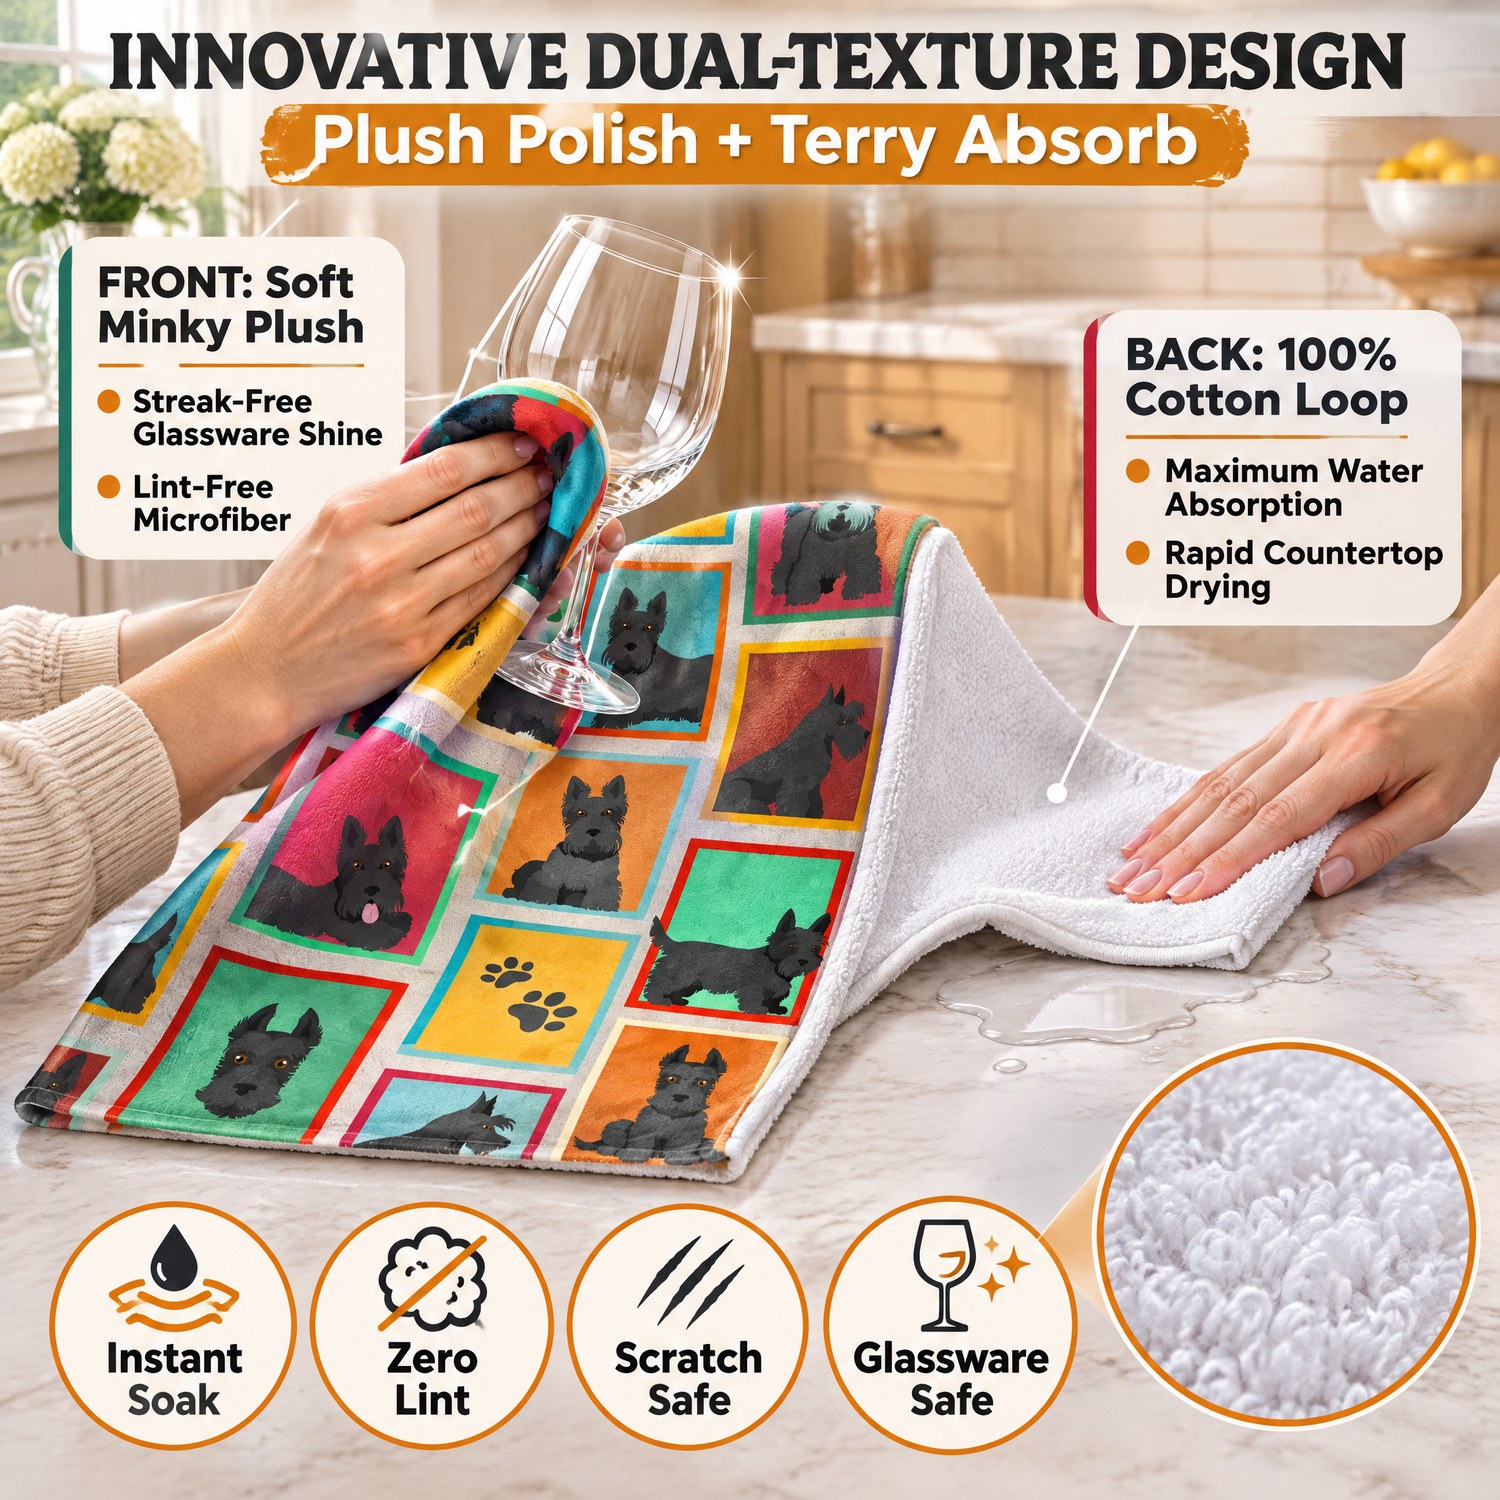 INNOVATIVE DUAL-TEXTURE DESIGN
Plush Polish + Terry Absorb
FRONT: Soft
Minky Plush
Streak-Free
Glassware Shine
Lint-Free
Microfiber
BACK: 100%
Cotton Loop
Maximum Water
Absorption
Rapid Countertop
Drying
Instant
Soak
Zero
Lint
Scratch
Safe
Glassware
Safe